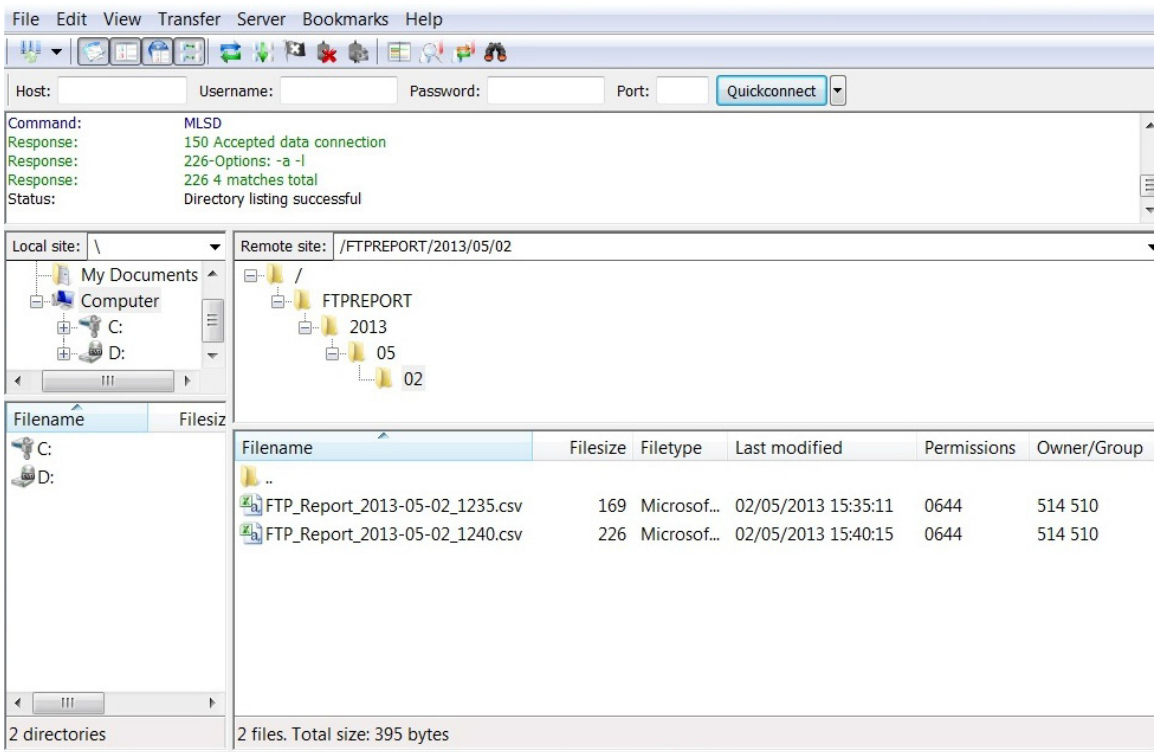 File Edit View Transfer Server Bookmarks Help
Host: Username: Password: Port: Quickconnect
Command: MLSD
Response: 150 Accepted data connection
Response: 226-Options: -a -l
Response: 226 4 matches total
Status: Directory listing successful
Local site: \
My Documents
Computer
C:
D:
Filename Filesiz
C:
D:
2 directories
Remote site: /FTPREPORT/2013/05/02
/
FTPREPORT
2013
05
02
Filename Filesize Filetype Last modified Permissions Owner/Group
..
FTP_Report_2013-05-02_1235.csv 169 Microsof... 02/05/2013 15:35:11 0644 514 510
FTP_Report_2013-05-02_1240.csv 226 Microsof... 02/05/2013 15:40:15 0644 514 510
2 files. Total size: 395 bytes